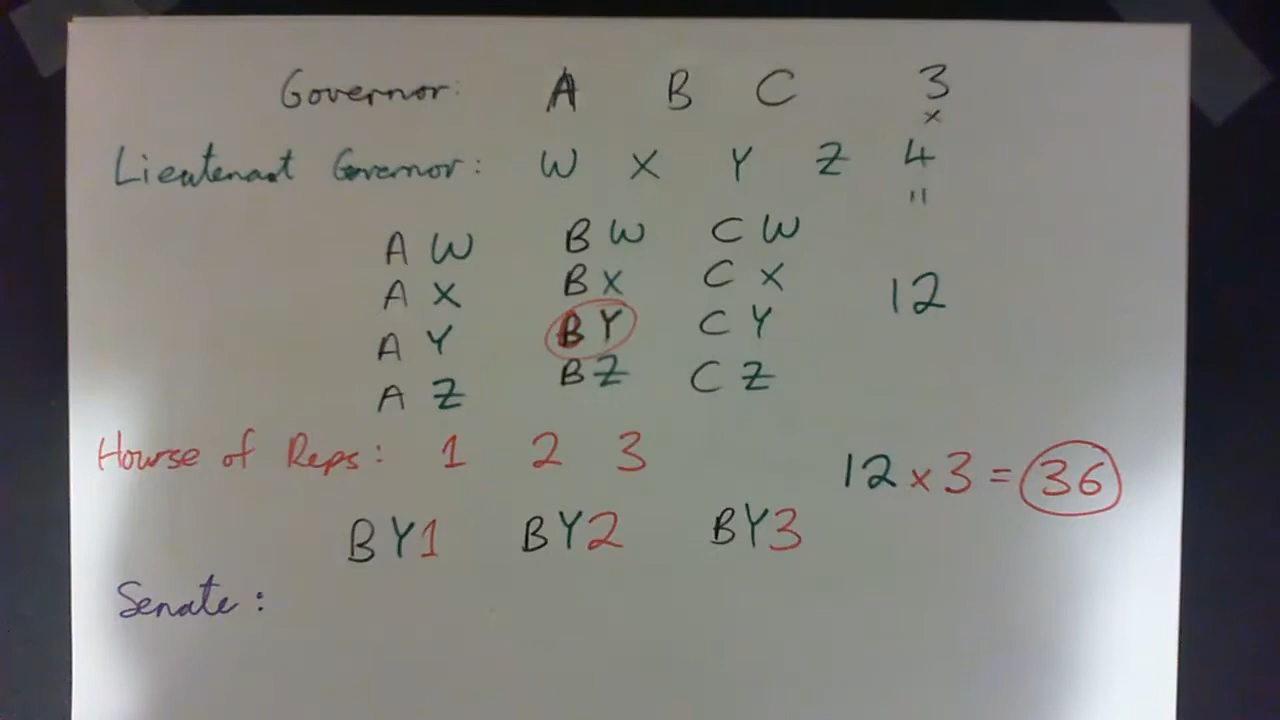 Governor: A B C 3
x
Lieutenant Governor: W X Y Z 4
=
A W B W C W
A X B X C X 12
A Y B Y C Y
A Z B Z C Z
Hourse of Reps: 1 2 3 12 x 3 = 36
BY1 BY2 BY3
Senate: